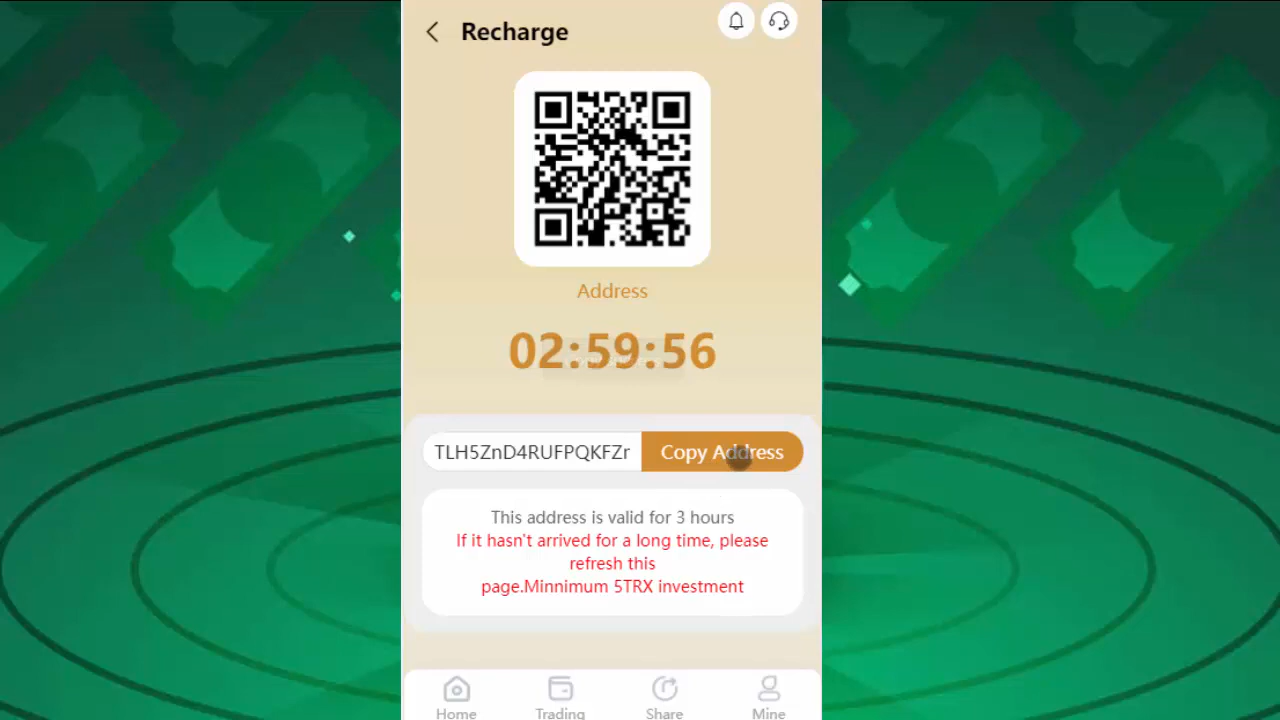 Recharge
Address
02:59:56
TLH5ZnD4RUFPQKFZr
Copy Address
This address is valid for 3 hours
If it hasn't arrived for a long time, please
refresh this
page.Minnimum 5TRX investment
Home
Trading
Share
Mine